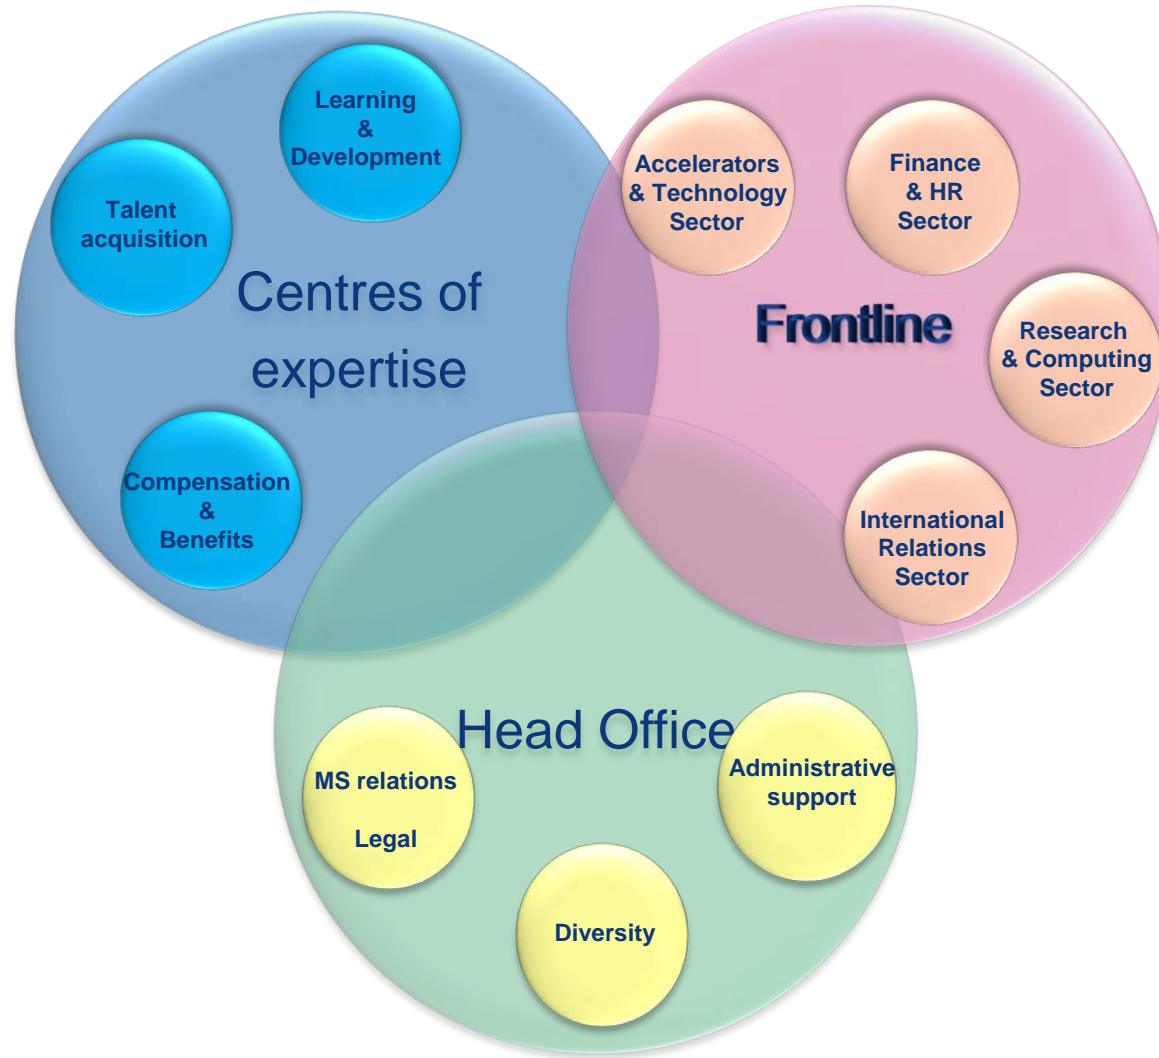 Learning
&
Development
Talent
acquisition
Centres of
expertise
Compensation
&
Benefits
Accelerators
& Technology
Sector
Finance
& HR
Sector
Frontline
Research
& Computing
Sector
International
Relations
Sector
Head Office
MS relations
Legal
Administrative
support
Diversity